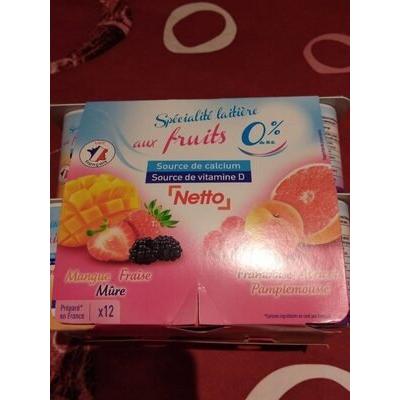 Spécialité laitière
aux fruits 0%
de M.G.
Source de calcium
Source de vitamine D
Netto
Mangue Fraise
Mûre
Framboise
Pamplemousse
Préparé*
en France
x12